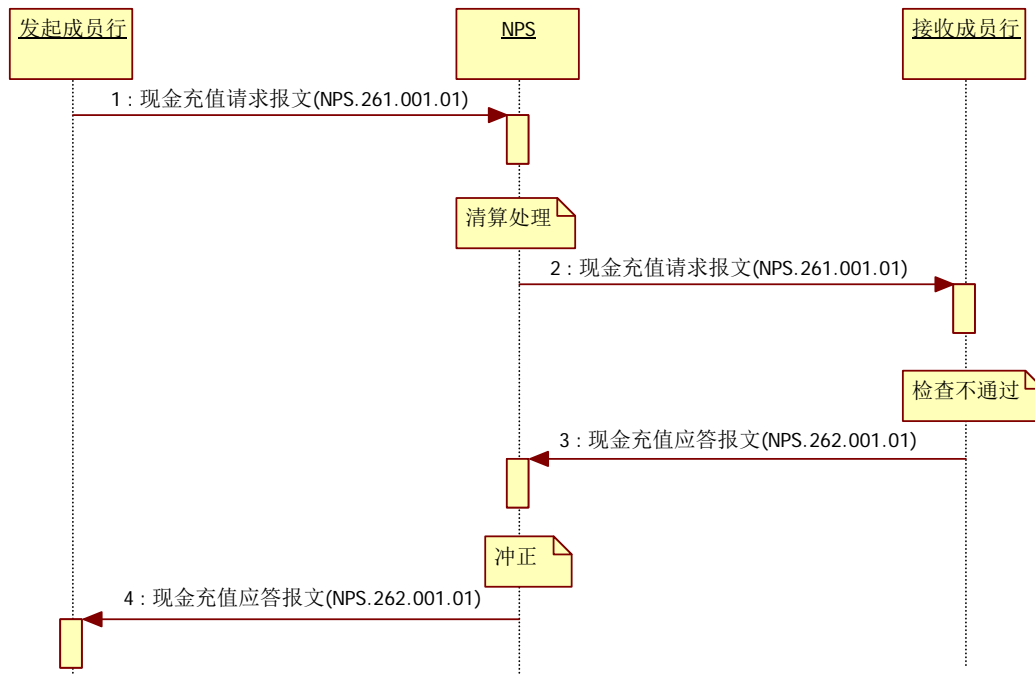 发起成员行
NPS
接收成员行
1 : 现金充值请求报文(NPS.261.001.01)
清算处理
2 : 现金充值请求报文(NPS.261.001.01)
检查不通过
3 : 现金充值应答报文(NPS.262.001.01)
冲正
4 : 现金充值应答报文(NPS.262.001.01)